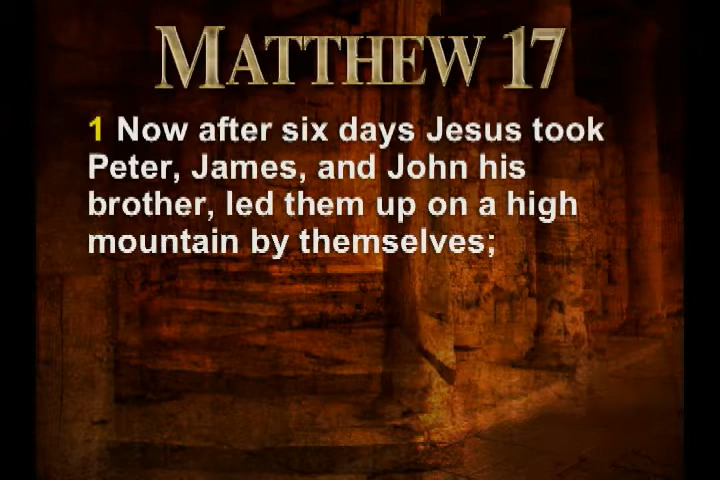 MATTHEW 17
1 Now after six days Jesus took
Peter, James, and John his
brother, led them up on a high
mountain by themselves;